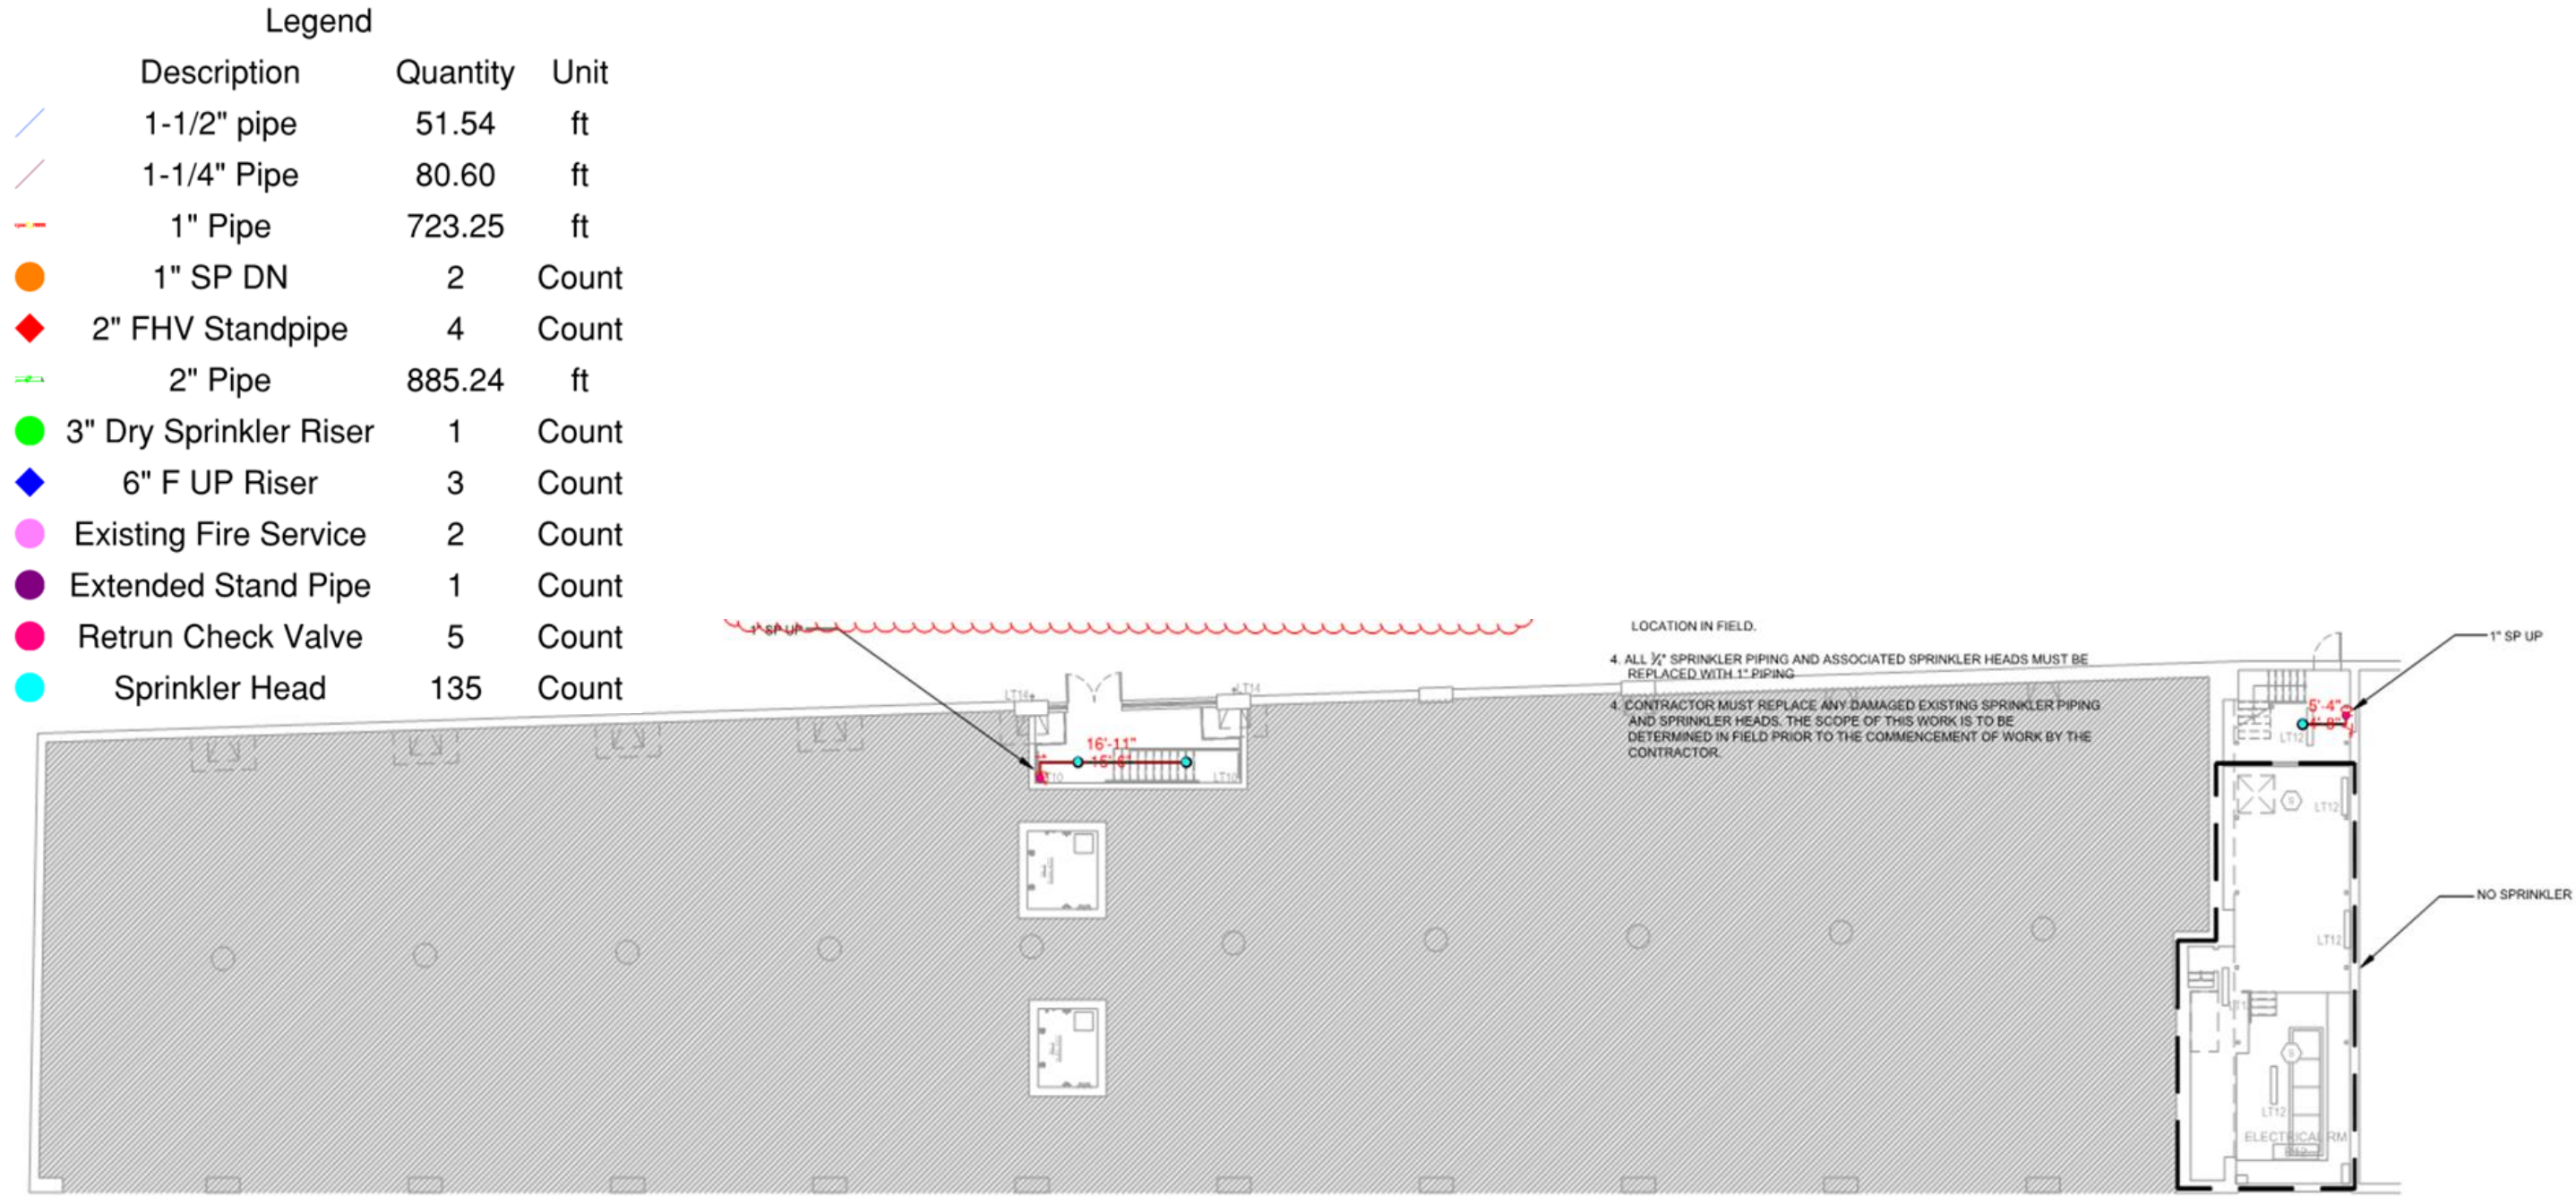 Legend
Description Quantity Unit
1-1/2" pipe 51.54 ft
1-1/4" Pipe 80.60 ft
1" Pipe 723.25 ft
1" SP DN 2 Count
2" FHV Standpipe 4 Count
2" Pipe 885.24 ft
3" Dry Sprinkler Riser 1 Count
6" F UP Riser 3 Count
Existing Fire Service 2 Count
Extended Stand Pipe 1 Count
Retrun Check Valve 5 Count
Sprinkler Head 135 Count
1" SP UP
LOCATION IN FIELD.
4. ALL ¾" SPRINKLER PIPING AND ASSOCIATED SPRINKLER HEADS MUST BE
REPLACED WITH 1" PIPING
4. CONTRACTOR MUST REPLACE ANY DAMAGED EXISTING SPRINKLER PIPING
AND SPRINKLER HEADS. THE SCOPE OF THIS WORK IS TO BE
DETERMINED IN FIELD PRIOR TO THE COMMENCEMENT OF WORK BY THE
CONTRACTOR.
1" SP UP
LT14
LT14
16'-11"
15'-6"
LT10
LT10
5'-4"
4'-8"
LT12
S
LT12
NO SPRINKLER
LT12
S
LT12
ELECTRICAL RM